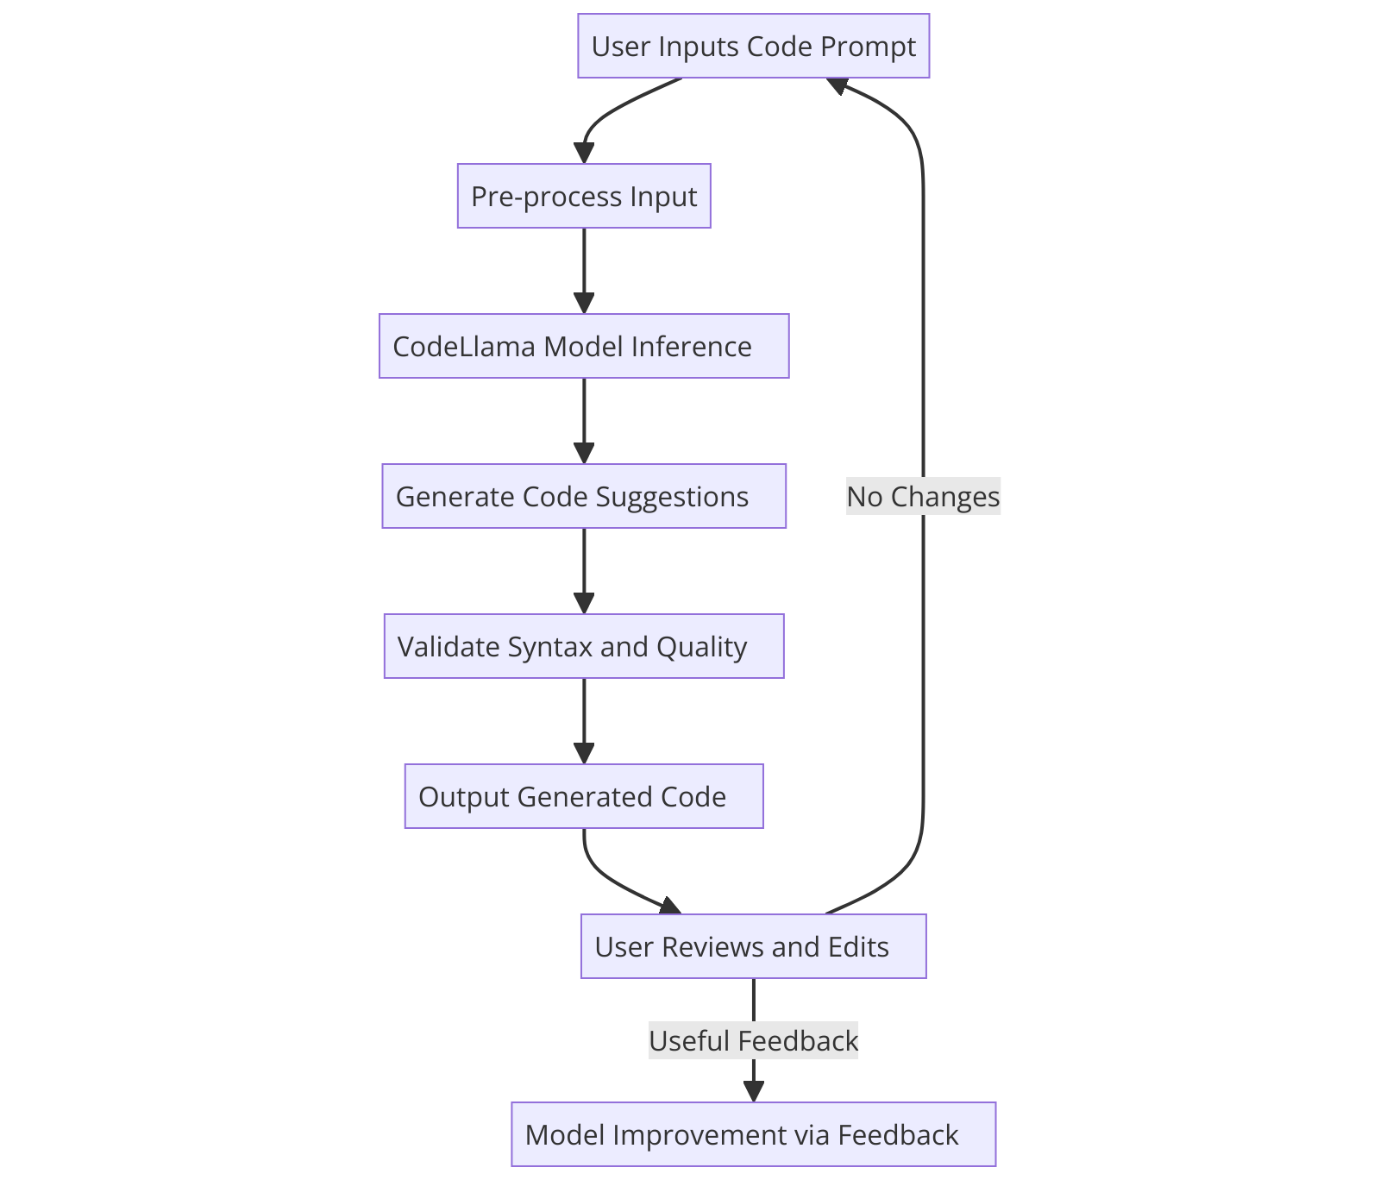 User Inputs Code Prompt
Pre-process Input
CodeLlama Model Inference
Generate Code Suggestions
No Changes
Validate Syntax and Quality
Output Generated Code
User Reviews and Edits
Useful Feedback
Model Improvement via Feedback